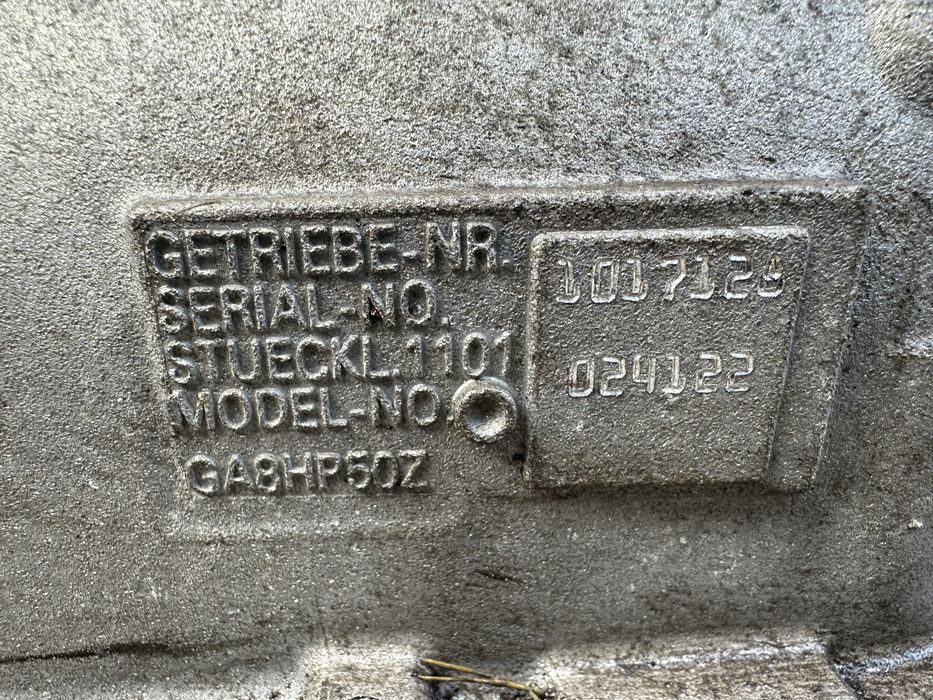 GETRIEBE-NR.
SERIAL-NO.
STUECKL.1101
MODEL-NO.
GA8HP50Z
024122